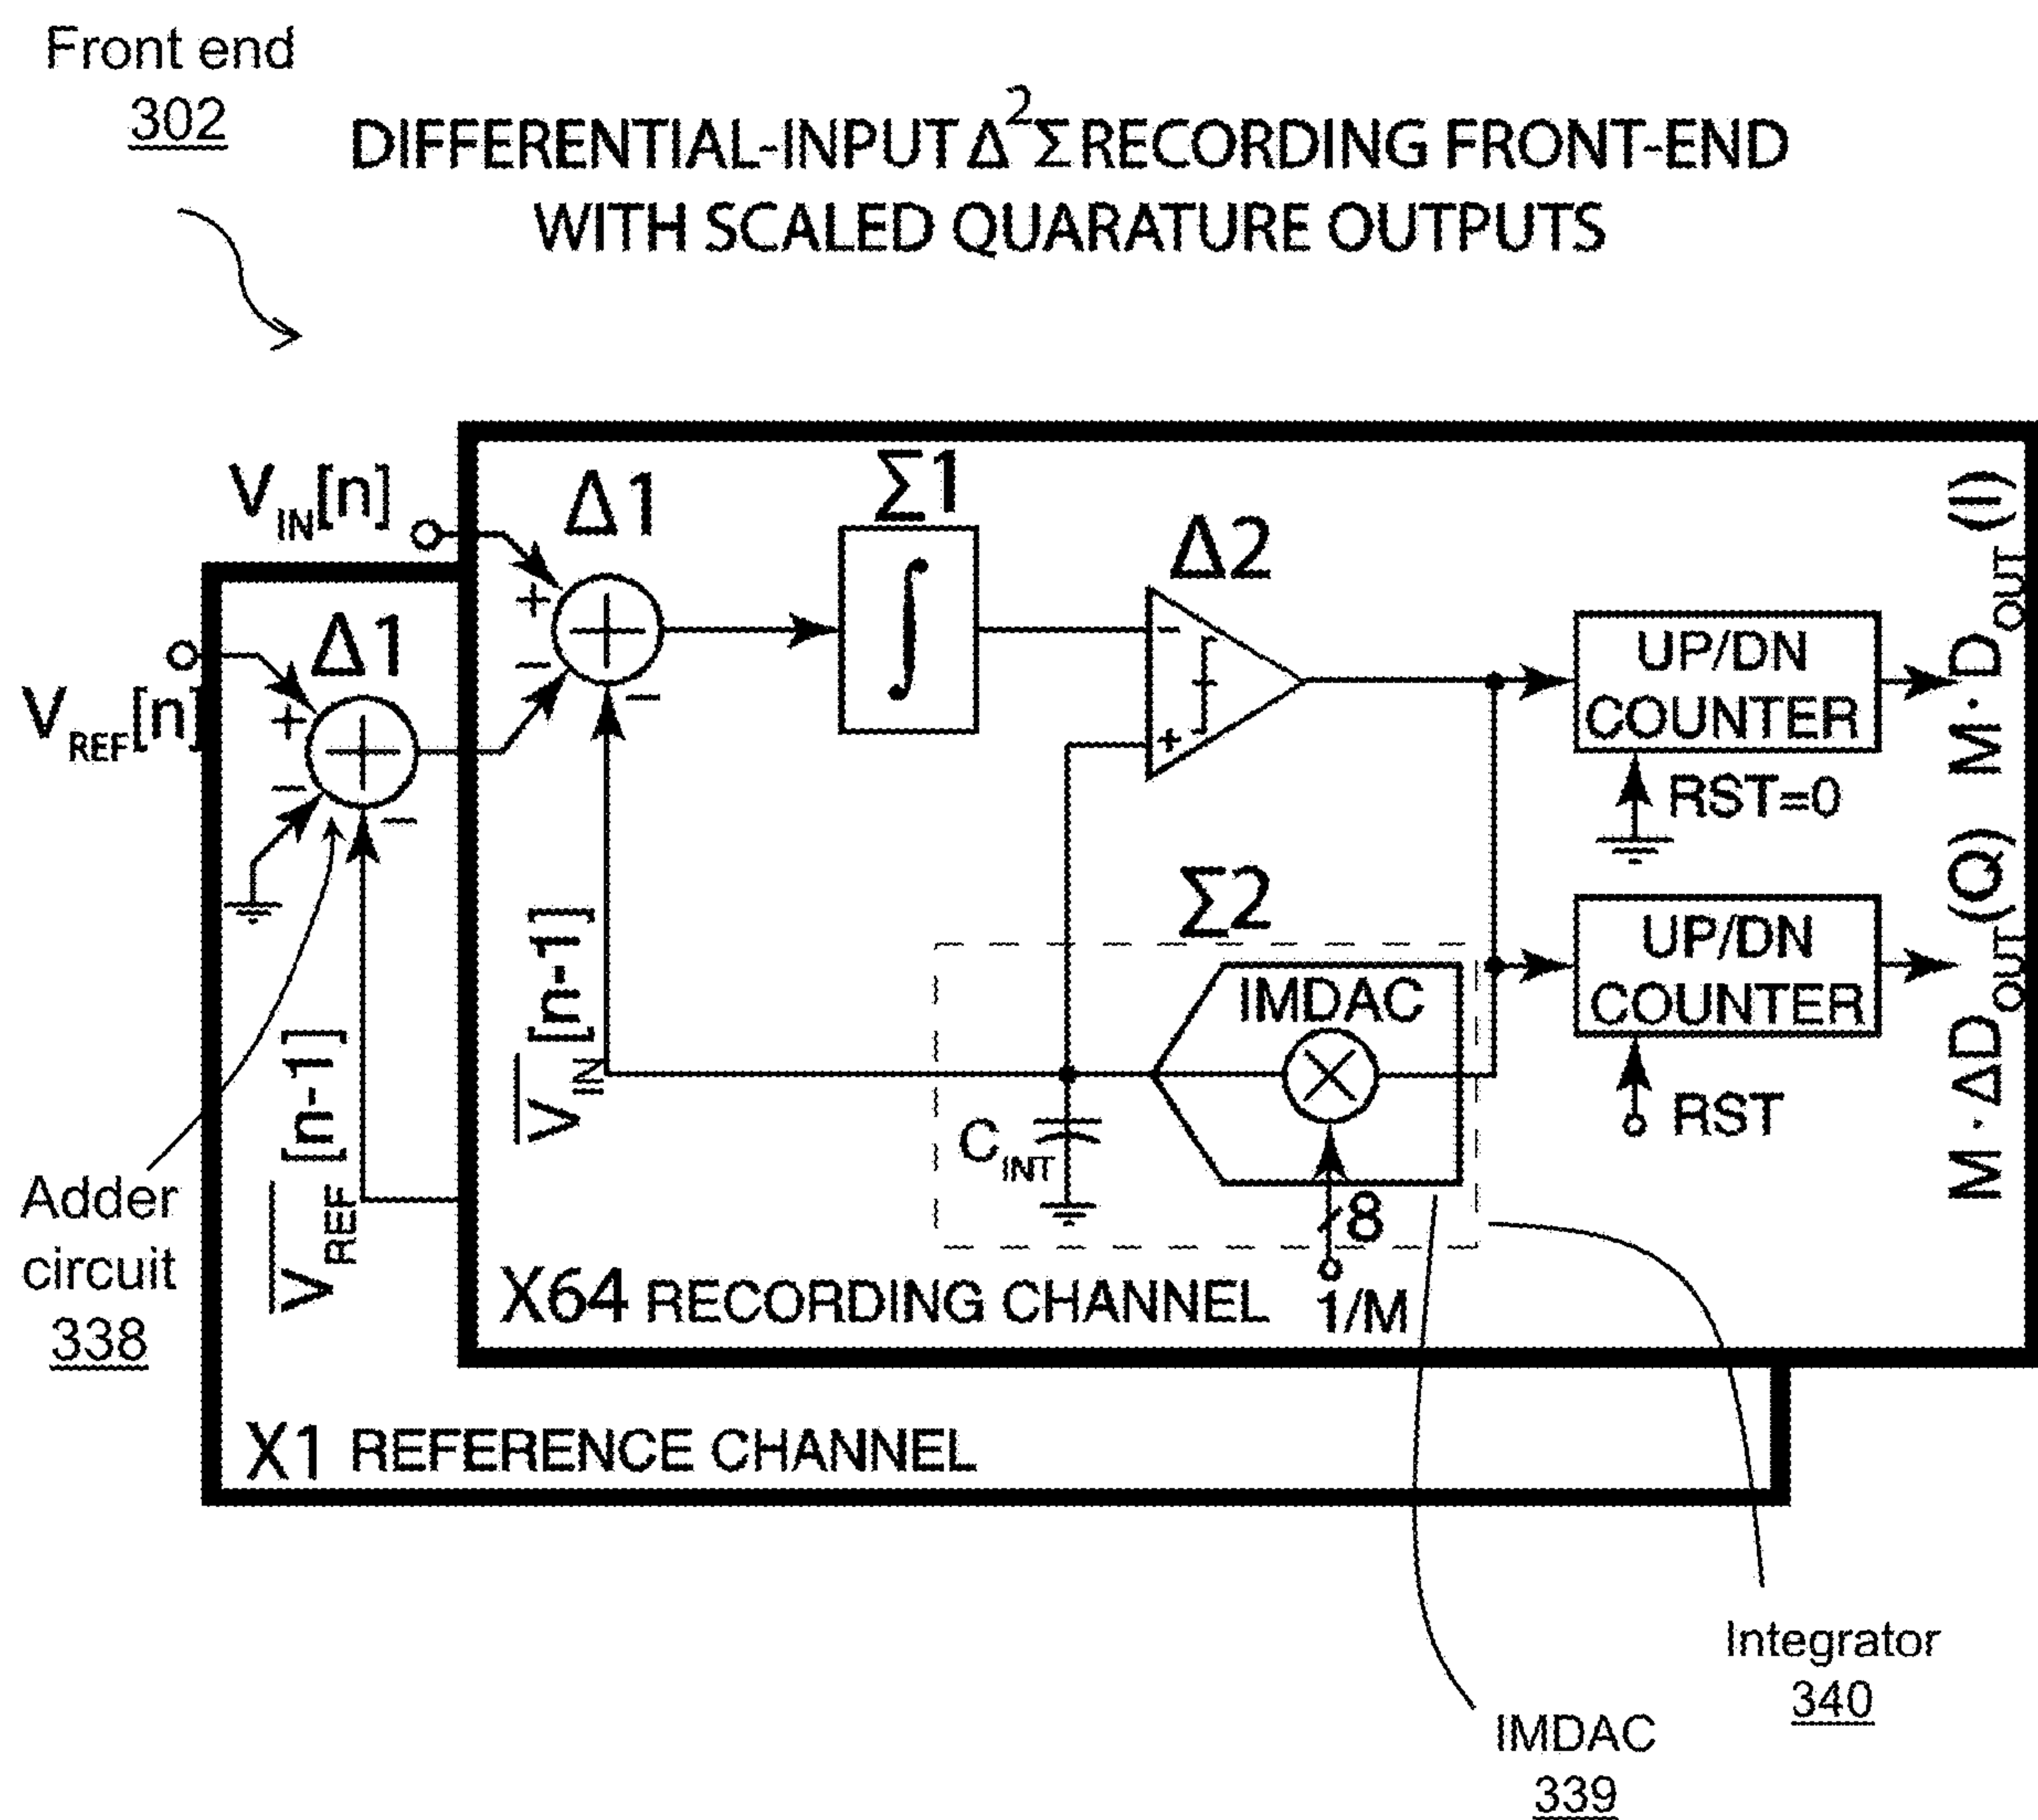 Front end
302
DIFFERENTIAL-INPUT Δ²Σ RECORDING FRONT-END
WITH SCALED QUARATURE OUTPUTS
V_IN[n]
Δ1
Σ1
∫
Δ2
V_REF[n]
Δ1
+
−
−
+
−
−
−
+
UP/DN
COUNTER
RST=0
M · D_OUT (I)
UP/DN
COUNTER
RST
M · ΔD_OUT (Q)
Σ2
IMDAC
C_INT
8
1/M
V̅_IN [n-1]
V̅_REF [n-1]
Adder
circuit
338
X64 RECORDING CHANNEL
X1 REFERENCE CHANNEL
Integrator
340
IMDAC
339